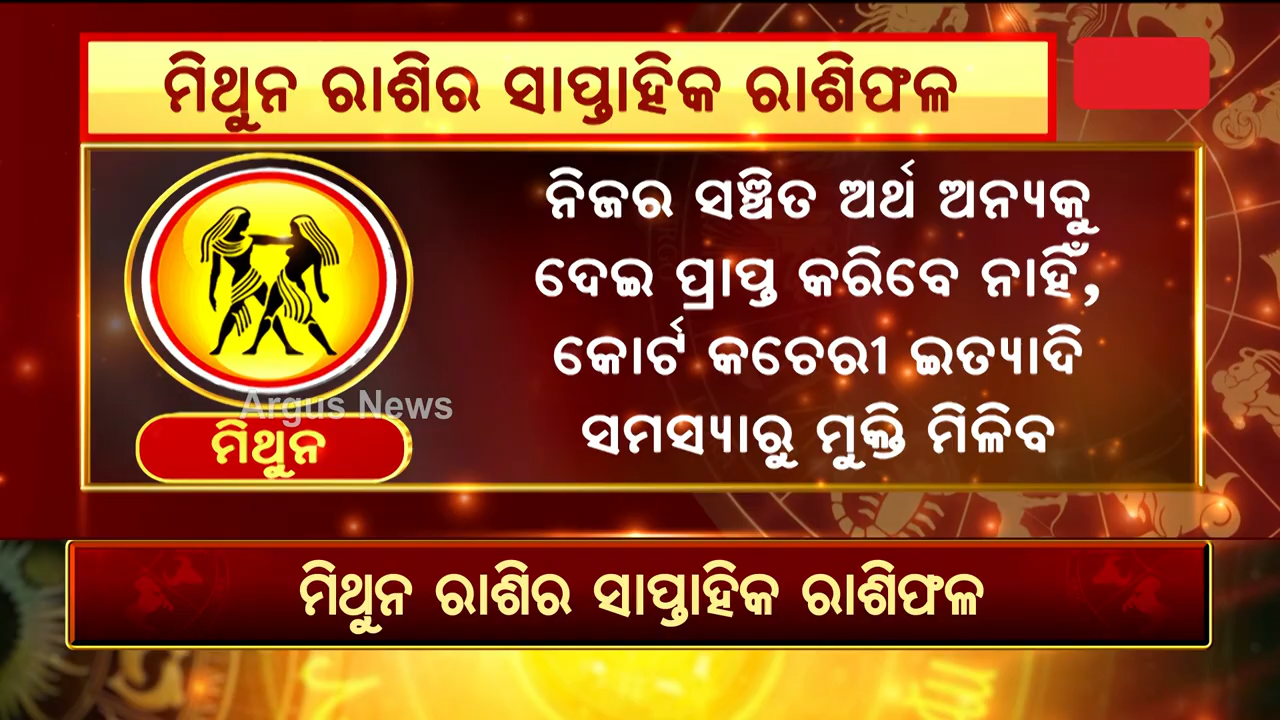 ମିଥୁନ ରାଶିର ସାପ୍ତାହିକ ରାଶିଫଳ
ନିଜର ସଞ୍ଚିତ ଅର୍ଥ ଅନ୍ୟକୁ
ଦେଇ ପ୍ରାପ୍ତ କରିବେ ନାହିଁ,
କୋର୍ଟ କଚେରୀ ଇତ୍ୟାଦି
ସମସ୍ୟାରୁ ମୁକ୍ତି ମିଳିବ
Argus News
ମିଥୁନ
ମିଥୁନ ରାଶିର ସାପ୍ତାହିକ ରାଶିଫଳ